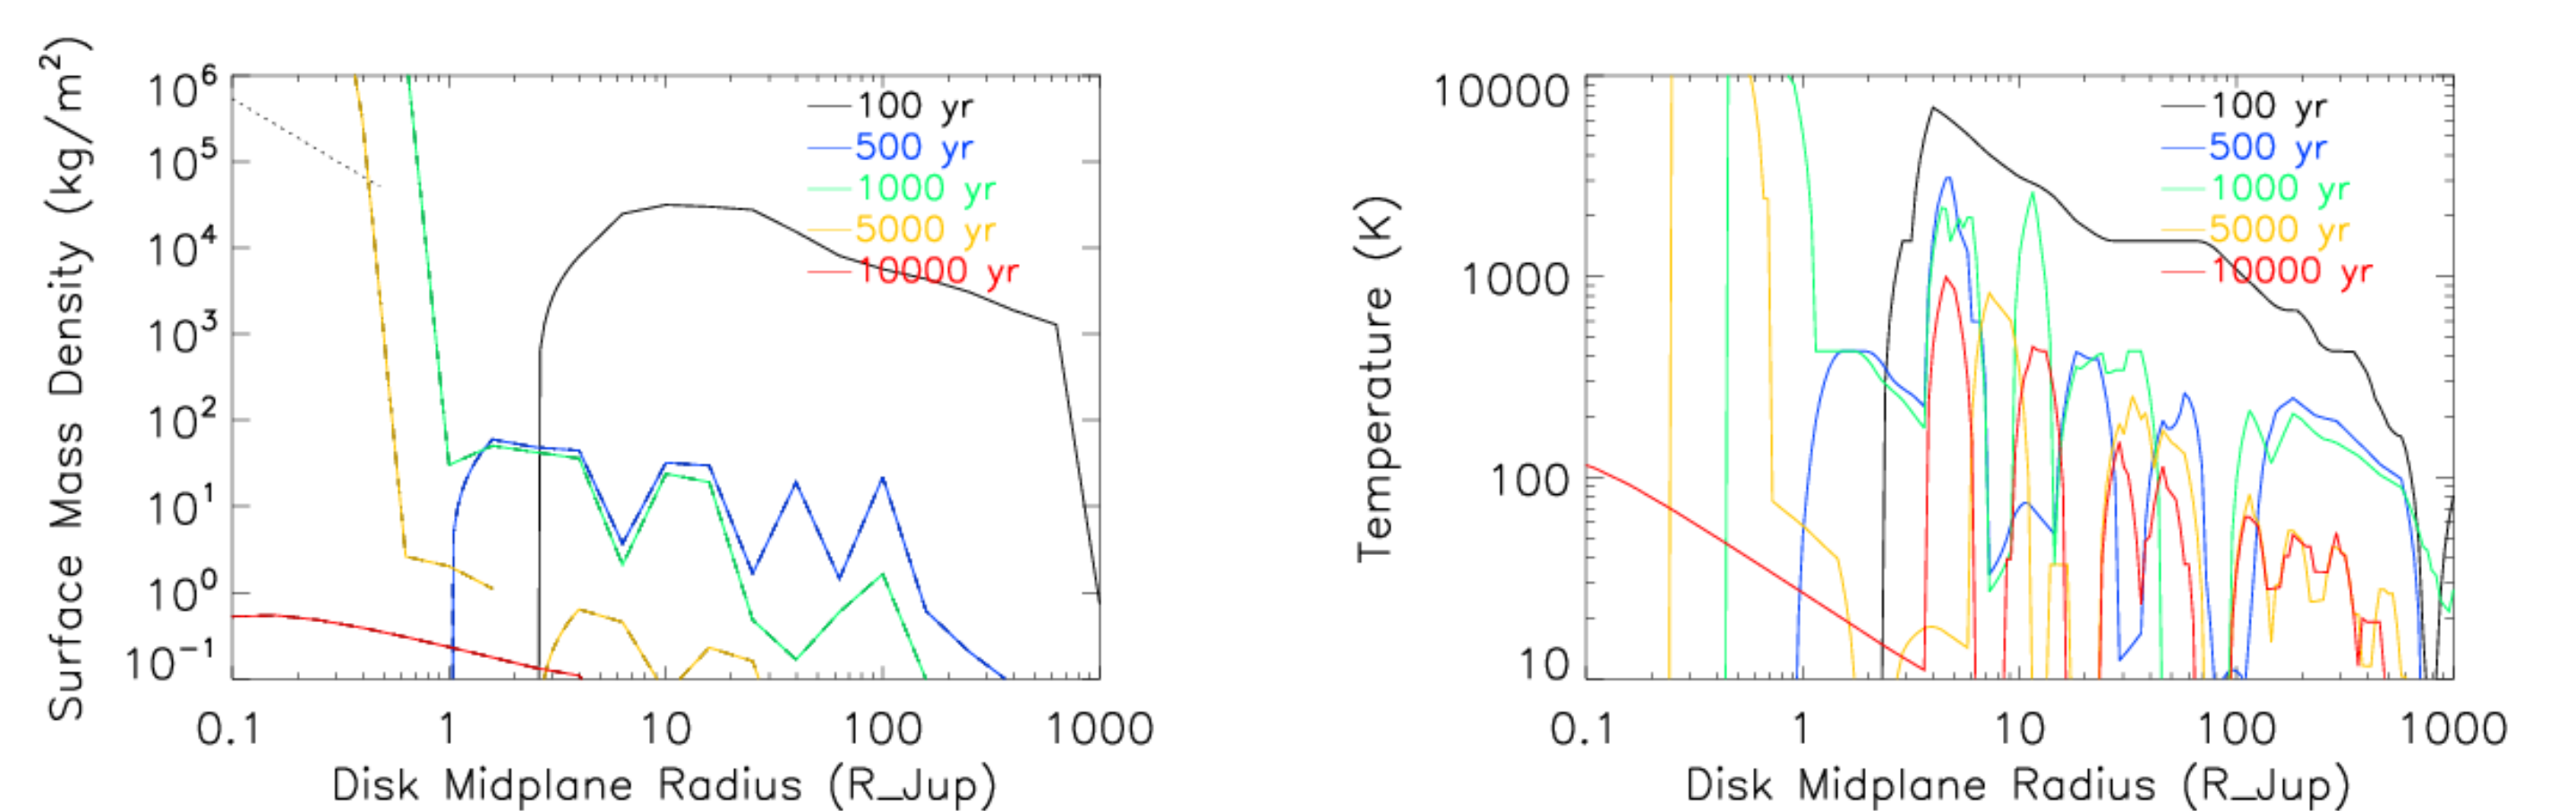 Surface Mass Density (kg/m²)
10⁶
10⁵
10⁴
10³
10²
10¹
10⁰
10⁻¹
100 yr
500 yr
1000 yr
5000 yr
10000 yr
0.1 1 10 100 1000
Disk Midplane Radius (R_Jup)
Temperature (K)
10000
1000
100
10
100 yr
500 yr
1000 yr
5000 yr
10000 yr
0.1 1 10 100 1000
Disk Midplane Radius (R_Jup)